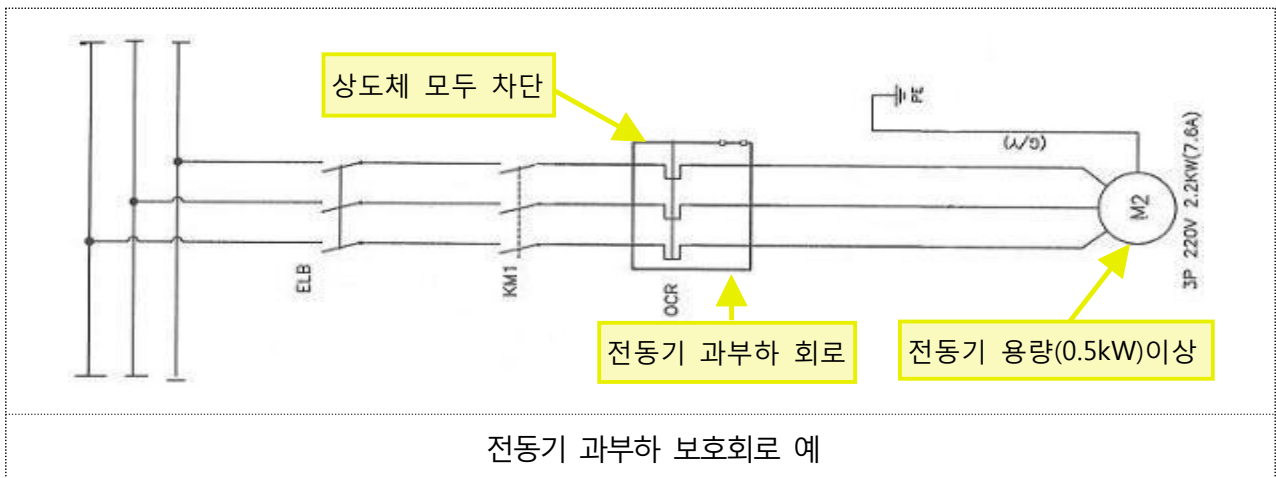 상도체 모두 차단
PE
(G/Y)
M2
3P 220V 2.2KW(7.6A)
ELB
KM1
OCR
전동기 과부하 회로
전동기 용량(0.5kW)이상
전동기 과부하 보호회로 예